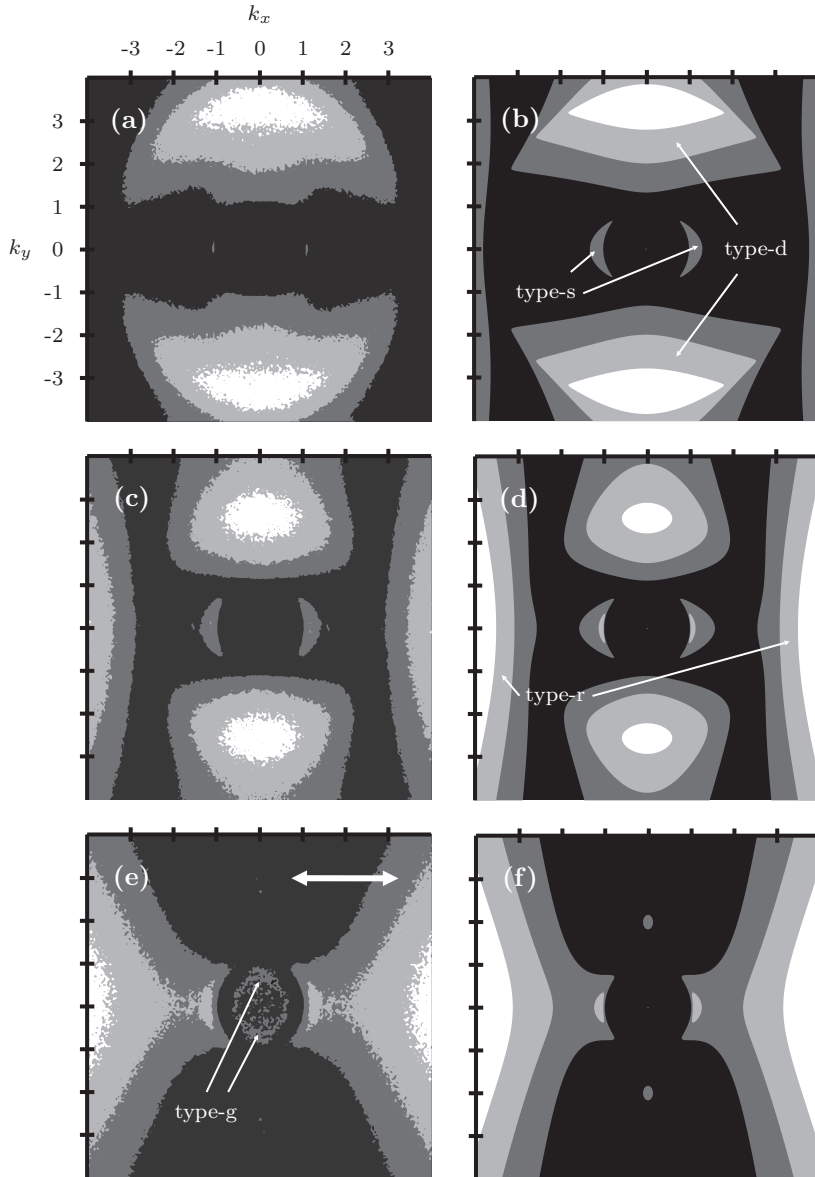 k_x
-3 -2 -1 0 1 2 3
(a)
(b)
3
2
1
k_y 0
-1
-2
-3
type-d
type-s
(c)
(d)
type-r
(e)
(f)
type-g